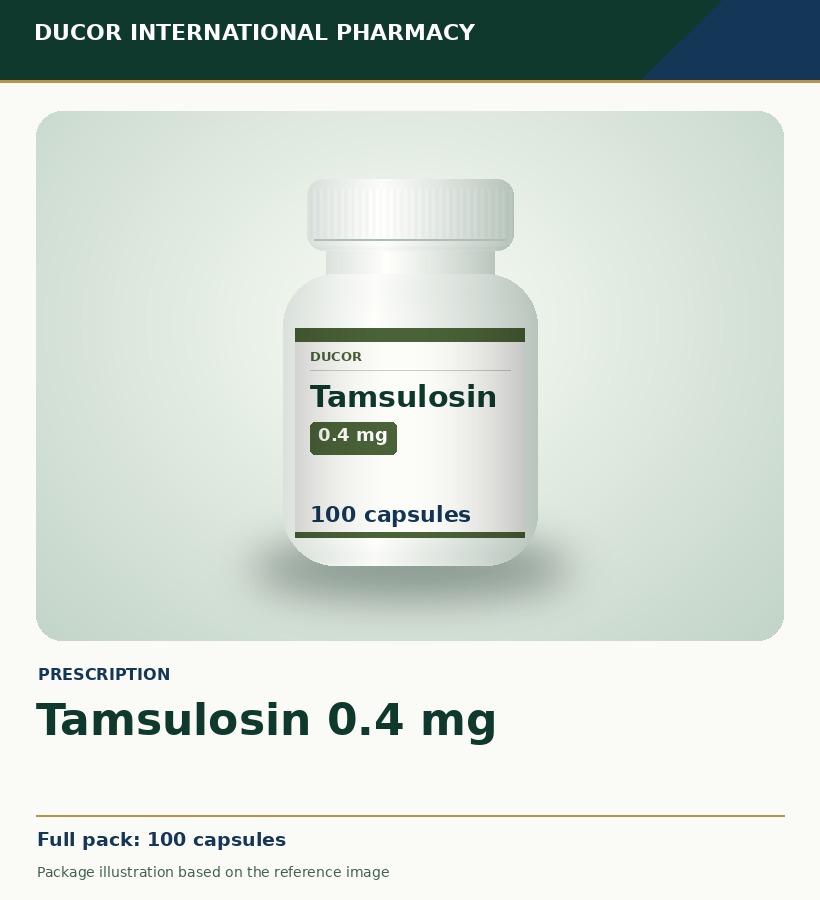 DUCOR INTERNATIONAL PHARMACY
DUCOR
Tamsulosin
0.4 mg
100 capsules
PRESCRIPTION
Tamsulosin 0.4 mg
Full pack: 100 capsules
Package illustration based on the reference image